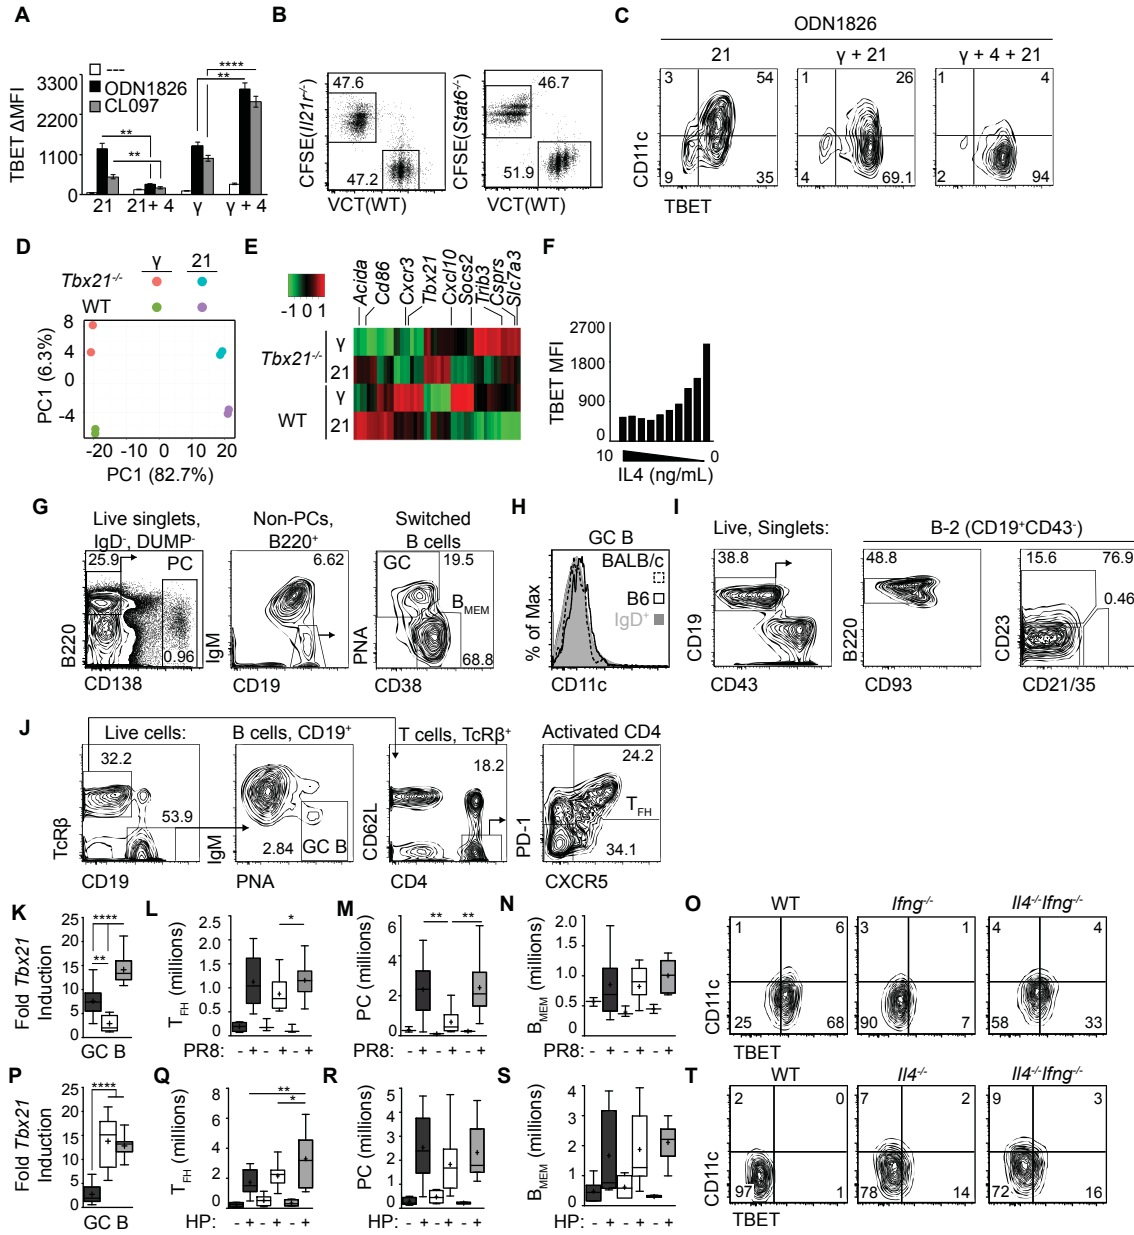 A
TBET ΔMFI
3300
2200
1100
0
---
ODN1826
CL097
**
**
**
****
21
21+ 4
γ
γ + 4
B
CFSE(Il21r-/-)
47.6
47.2
VCT(WT)
CFSE(Stat6-/-)
46.7
51.9
VCT(WT)
C
ODN1826
21
γ + 21
γ + 4 + 21
CD11c
3
54
9
35
1
26
4
69.1
1
4
2
94
TBET
D
γ
21
Tbx21-/-
WT
PC1 (6.3%)
8
4
0
-4
-20 -10 0 10 20
PC1 (82.7%)
E
-1 0 1
Acida
Cd86
Cxcr3
Tbx21
Cxcl10
Socs2
Trib3
Csprs
Slc7a3
Tbx21-/-
γ
21
WT
γ
21
F
TBET MFI
2700
1800
900
0
10
0
IL4 (ng/mL)
G
Live singlets,
IgD-, DUMP-
25.9
PC
0.96
B220
CD138
Non-PCs,
B220+
6.62
IgM
CD19
Switched
B cells
GC
19.5
BMEM
68.8
PNA
CD38
H
GC B
BALB/c
B6
IgD+
% of Max
CD11c
I
Live, Singlets:
38.8
CD19
CD43
B-2 (CD19+CD43-)
48.8
B220
CD93
15.6
76.9
0.46
CD23
CD21/35
J
Live cells:
32.2
53.9
TcRβ
CD19
B cells, CD19+
2.84
GC B
IgM
PNA
T cells, TcRβ+
18.2
CD62L
CD4
Activated CD4
24.2
TFH
34.1
PD-1
CXCR5
K
Fold Tbx21
Induction
25
20
15
10
5
0
****
**
GC B
L
TFH (millions)
2.5
2.0
1.5
1.0
0.5
0.0
*
PR8: - + - + - +
M
PC (millions)
8
6
4
2
0
**
**
- + - + - +
N
BMEM (millions)
2.0
1.5
1.0
0.5
0.0
- + - + - +
PR8:
O
WT
Ifng-/-
Il4-/-Ifng-/-
CD11c
1
6
25
68
3
1
90
7
4
4
58
33
TBET
P
Fold Tbx21
Induction
20
15
10
5
0
****
GC B
Q
TFH (millions)
8
6
4
2
0
**
*
HP: - + - + - +
R
PC (millions)
5
4
3
2
1
0
HP: - + - + - +
S
BMEM (millions)
4
3
2
1
0
- + - + - +
T
WT
Il4-/-
Il4-/-Ifng-/-
CD11c
2
0
97
1
7
2
78
14
9
3
72
16
TBET